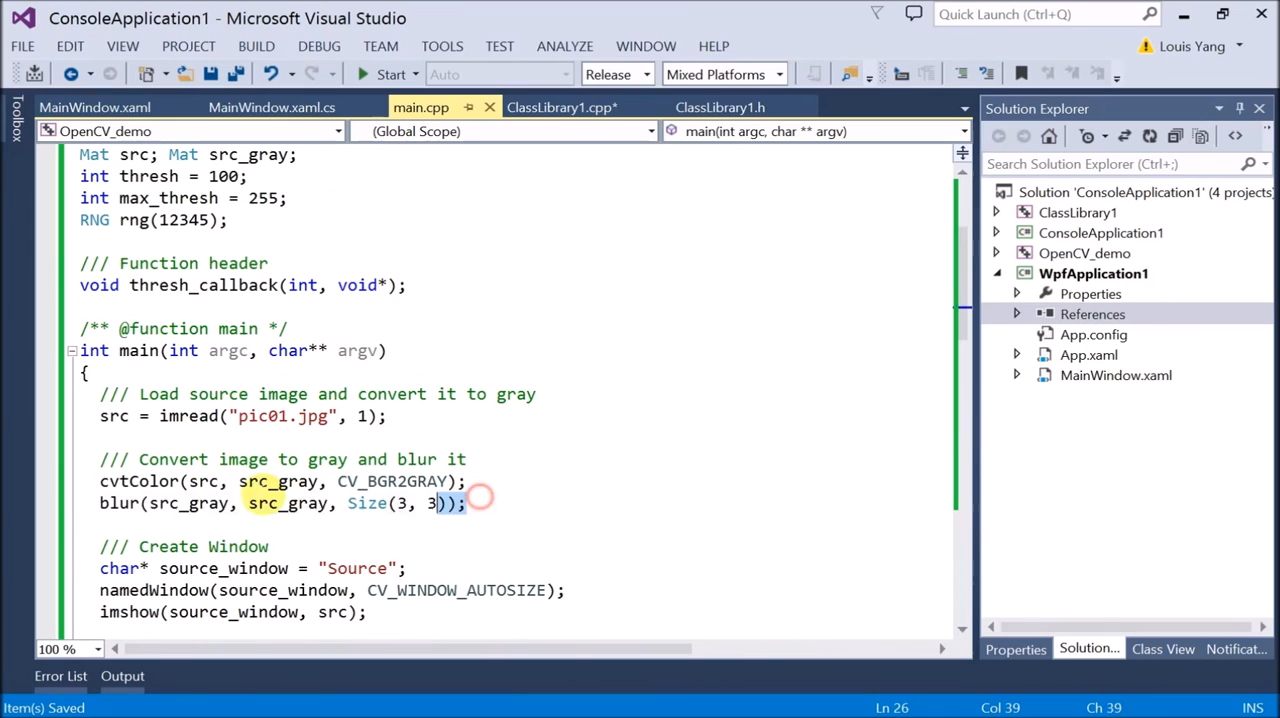 ConsoleApplication1 - Microsoft Visual Studio
Quick Launch (Ctrl+;)
FILE EDIT VIEW PROJECT BUILD DEBUG TEAM TOOLS TEST ANALYZE WINDOW HELP
Louis Yang
Start Auto Release Mixed Platforms
Toolbox
MainWindow.xaml MainWindow.xaml.cs main.cpp ClassLibrary1.cpp* ClassLibrary1.h
OpenCV_demo (Global Scope) main(int argc, char ** argv)
Mat src; Mat src_gray;
int thresh = 100;
int max_thresh = 255;
RNG rng(12345);
/// Function header
void thresh_callback(int, void*);
/** @function main */
int main(int argc, char** argv)
{
/// Load source image and convert it to gray
src = imread("pic01.jpg", 1);
/// Convert image to gray and blur it
cvtColor(src, src_gray, CV_BGR2GRAY);
blur(src_gray, src_gray, Size(3, 3));
/// Create Window
char* source_window = "Source";
namedWindow(source_window, CV_WINDOW_AUTOSIZE);
imshow(source_window, src);
100 %
Solution Explorer
Search Solution Explorer (Ctrl+;)
Solution 'ConsoleApplication1' (4 projects)
ClassLibrary1
ConsoleApplication1
OpenCV_demo
WpfApplication1
Properties
References
App.config
App.xaml
MainWindow.xaml
Properties Solution... Class View Notificat...
Error List Output
Item(s) Saved Ln 26 Col 39 Ch 39 INS